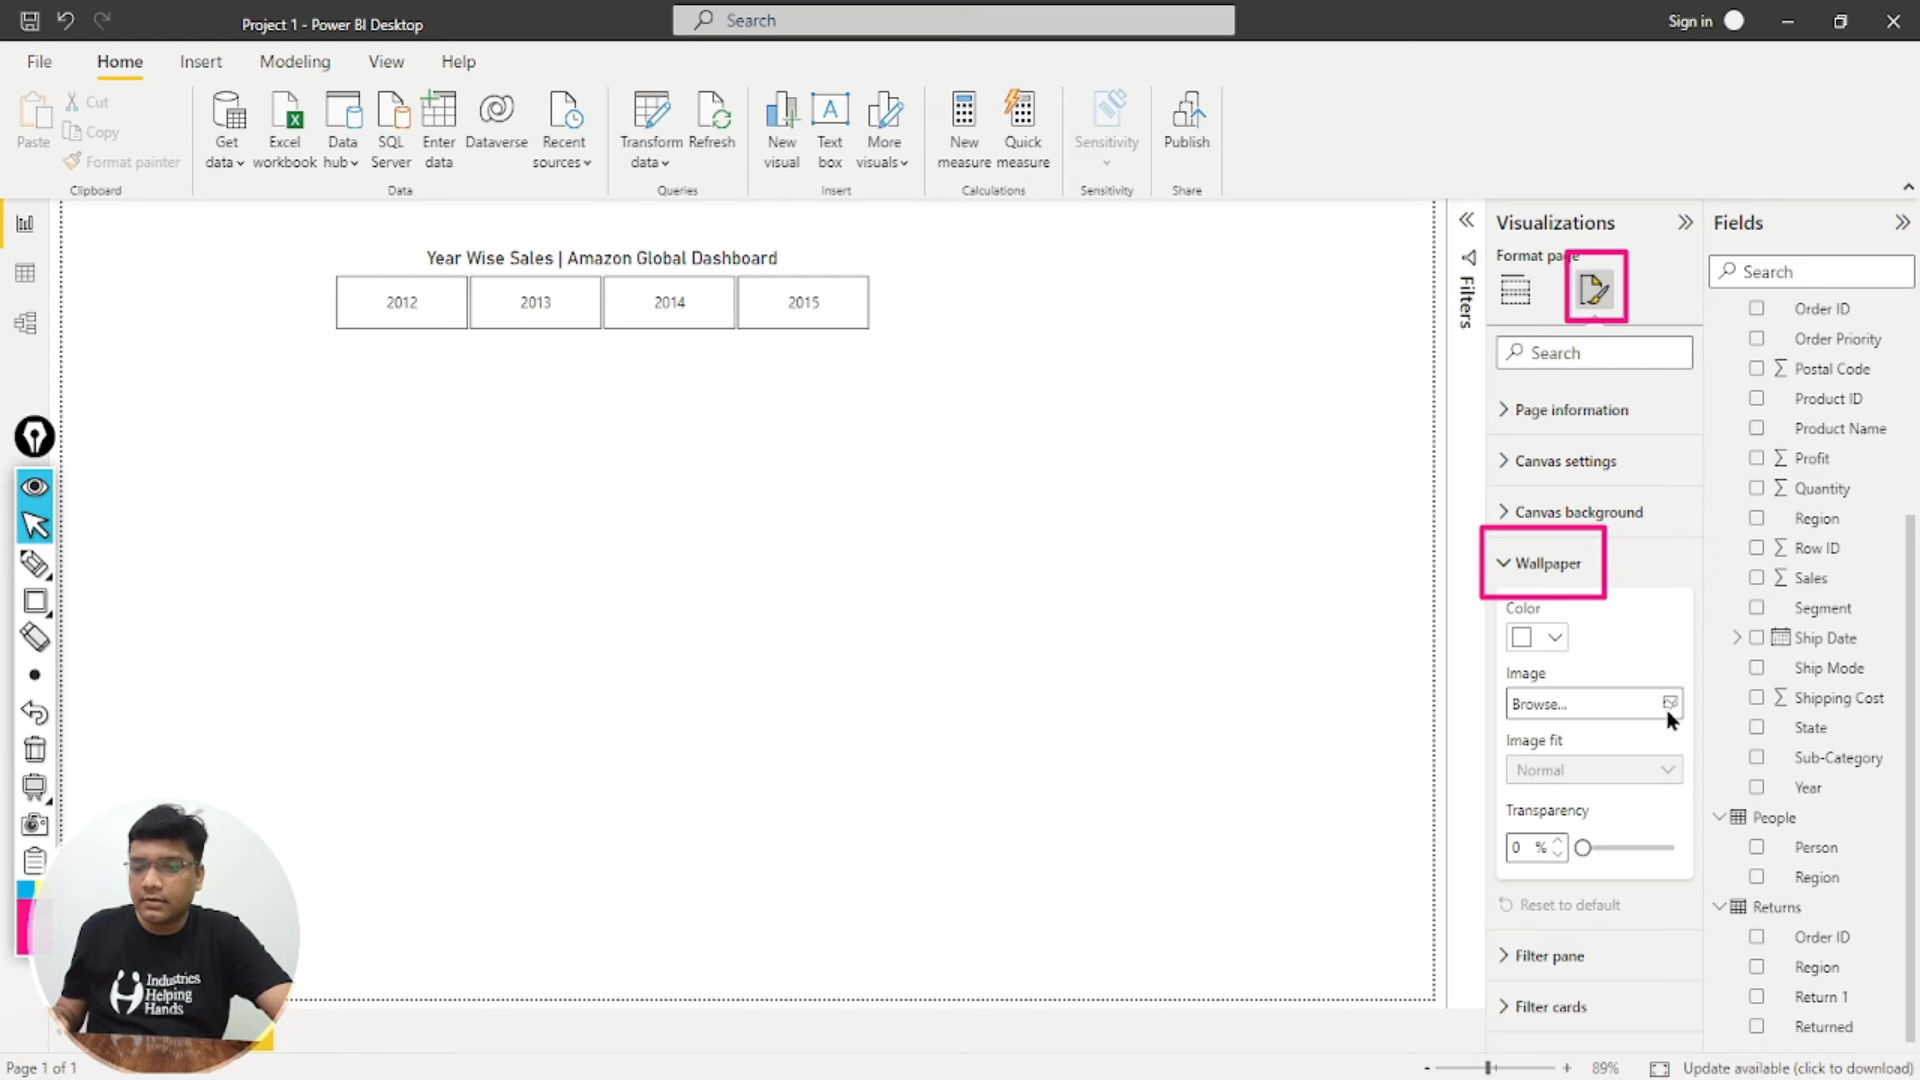 Project 1 - Power BI Desktop
Search
Sign in
File
Home
Insert
Modeling
View
Help
Paste
Cut
Copy
Format painter
Clipboard
Get data
Excel workbook
Data hub
SQL Server
Enter data
Dataverse
Recent sources
Data
Transform data
Refresh
Queries
New visual
Text box
More visuals
Insert
New measure
Quick measure
Calculations
Sensitivity
Sensitivity
Publish
Share
Year Wise Sales | Amazon Global Dashboard
2012
2013
2014
2015
Filters
Visualizations
Format page
Search
Page information
Canvas settings
Canvas background
Wallpaper
Color
Image
Browse...
Image fit
Normal
Transparency
0 %
Reset to default
Filter pane
Filter cards
Fields
Search
Order ID
Order Priority
Postal Code
Product ID
Product Name
Profit
Quantity
Region
Row ID
Sales
Segment
Ship Date
Ship Mode
Shipping Cost
State
Sub-Category
Year
People
Person
Region
Returns
Order ID
Region
Return 1
Returned
Industries
Helping
Hands
Page 1 of 1
- + 89%
Update available (click to download)